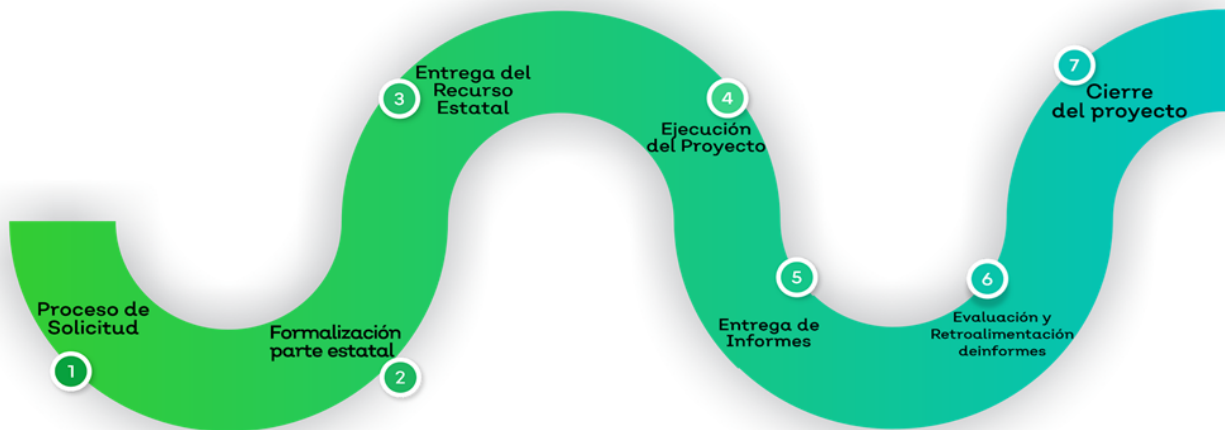 1
Proceso de
Solicitud
2
Formalización
parte estatal
3
Entrega del
Recurso
Estatal
4
Ejecución
del Proyecto
5
Entrega de
Informes
6
Evaluación y
Retroalimentación
deinformes
7
Cierre
del proyecto